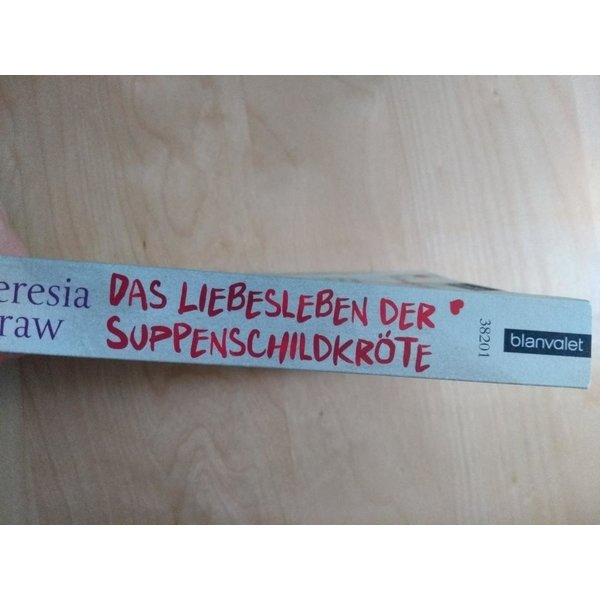 eresia
raw
DAS LIEBESLEBEN DER
SUPPENSCHILDKRÖTE
38201
blanvalet